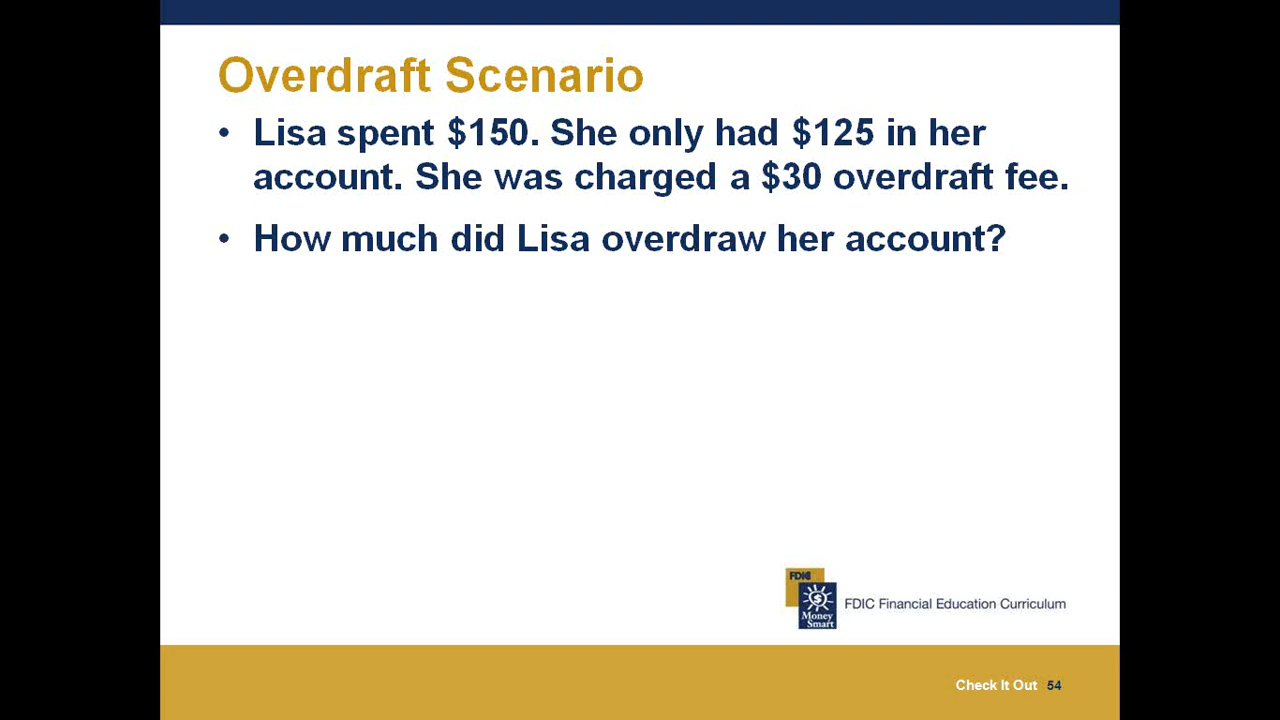 Overdraft Scenario
• Lisa spent $150. She only had $125 in her
account. She was charged a $30 overdraft fee.
• How much did Lisa overdraw her account?
FDIC
$
Money
Smart
FDIC Financial Education Curriculum
Check It Out 54